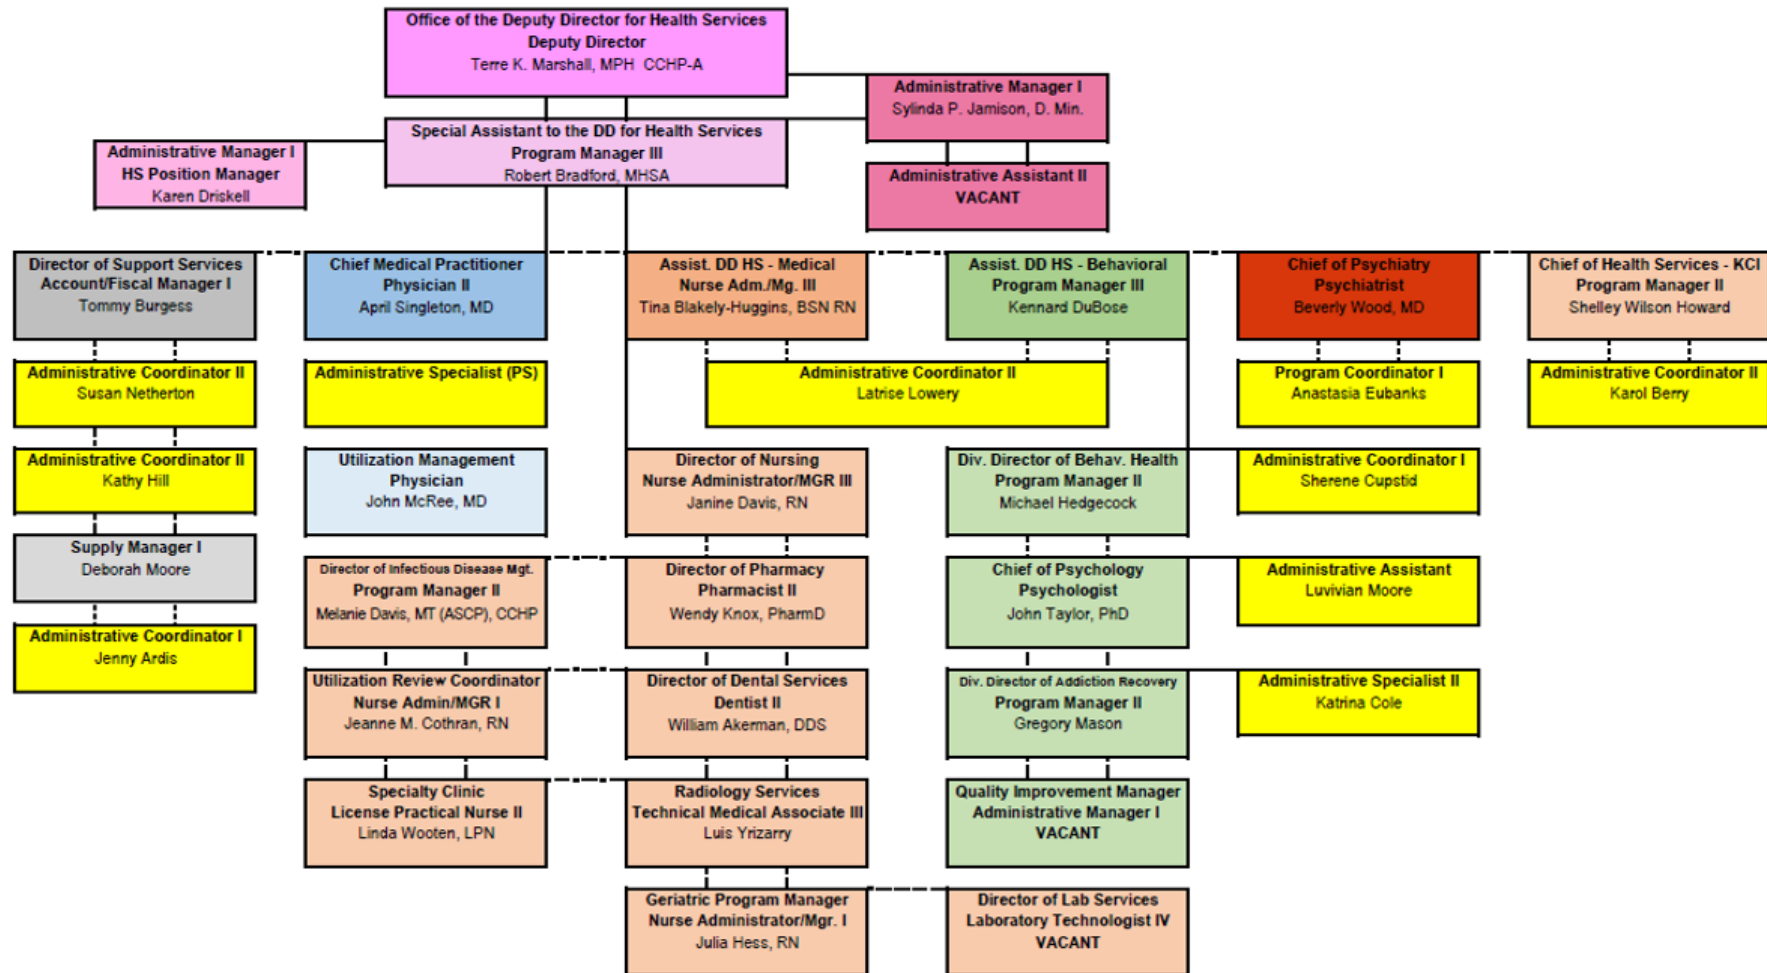 Office of the Deputy Director for Health Services
Deputy Director
Terre K. Marshall, MPH CCHP-A
Administrative Manager I
Sylinda P. Jamison, D. Min.
Special Assistant to the DD for Health Services
Program Manager III
Robert Bradford, MHSA
Administrative Manager I
HS Position Manager
Karen Driskell
Administrative Assistant II
VACANT
Director of Support Services
Account/Fiscal Manager I
Tommy Burgess
Chief Medical Practitioner
Physician II
April Singleton, MD
Assist. DD HS - Medical
Nurse Adm./Mg. III
Tina Blakely-Huggins, BSN RN
Assist. DD HS - Behavioral
Program Manager III
Kennard DuBose
Chief of Psychiatry
Psychiatrist
Beverly Wood, MD
Chief of Health Services - KCI
Program Manager II
Shelley Wilson Howard
Administrative Coordinator II
Susan Netherton
Administrative Specialist (PS)
Administrative Coordinator II
Latrise Lowery
Program Coordinator I
Anastasia Eubanks
Administrative Coordinator II
Karol Berry
Administrative Coordinator II
Kathy Hill
Utilization Management
Physician
John McRee, MD
Director of Nursing
Nurse Administrator/MGR III
Janine Davis, RN
Div. Director of Behav. Health
Program Manager II
Michael Hedgecock
Administrative Coordinator I
Sherene Cupstid
Supply Manager I
Deborah Moore
Director of Infectious Disease Mgt.
Program Manager II
Melanie Davis, MT (ASCP), CCHP
Director of Pharmacy
Pharmacist II
Wendy Knox, PharmD
Chief of Psychology
Psychologist
John Taylor, PhD
Administrative Assistant
Luvivian Moore
Administrative Coordinator I
Jenny Ardis
Utilization Review Coordinator
Nurse Admin/MGR I
Jeanne M. Cothran, RN
Director of Dental Services
Dentist II
William Akerman, DDS
Div. Director of Addiction Recovery
Program Manager II
Gregory Mason
Administrative Specialist II
Katrina Cole
Specialty Clinic
License Practical Nurse II
Linda Wooten, LPN
Radiology Services
Technical Medical Associate III
Luis Yrizarry
Quality Improvement Manager
Administrative Manager I
VACANT
Geriatric Program Manager
Nurse Administrator/Mgr. I
Julia Hess, RN
Director of Lab Services
Laboratory Technologist IV
VACANT